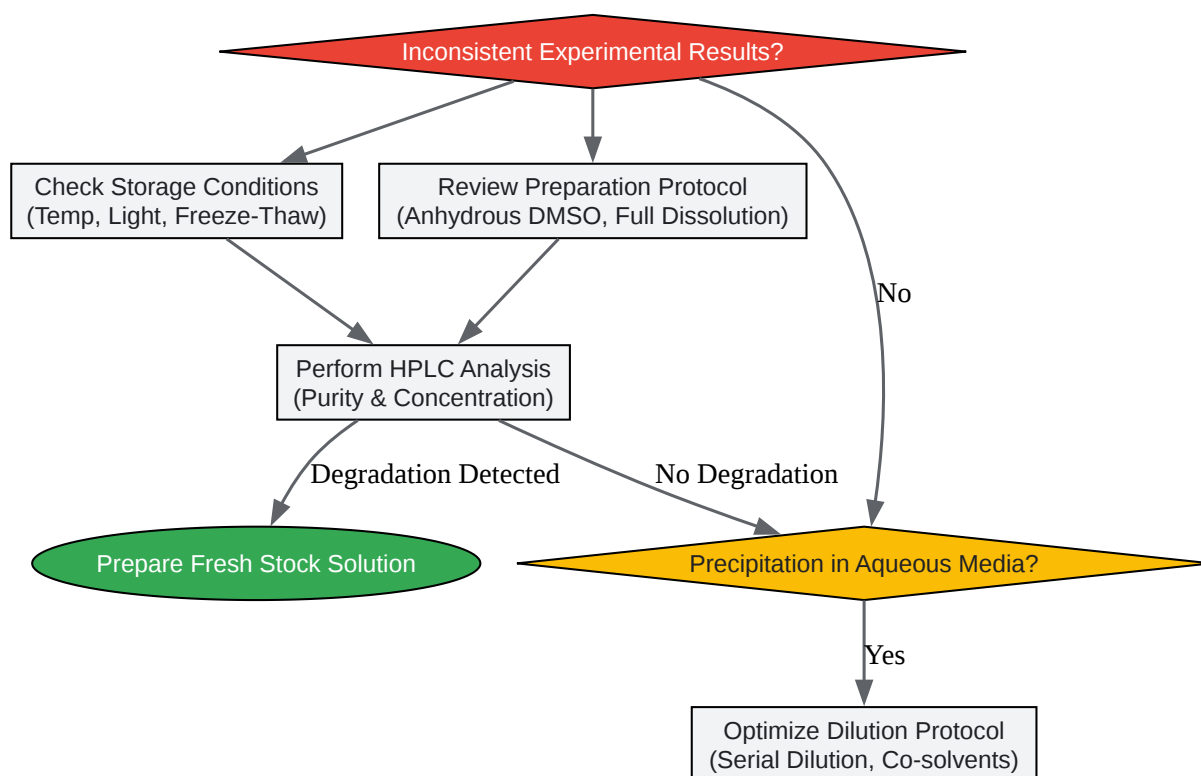 Inconsistent Experimental Results?
Check Storage Conditions
(Temp, Light, Freeze-Thaw)
Review Preparation Protocol
(Anhydrous DMSO, Full Dissolution)
No
Perform HPLC Analysis
(Purity & Concentration)
Degradation Detected
No Degradation
Prepare Fresh Stock Solution
Precipitation in Aqueous Media?
Yes
Optimize Dilution Protocol
(Serial Dilution, Co-solvents)